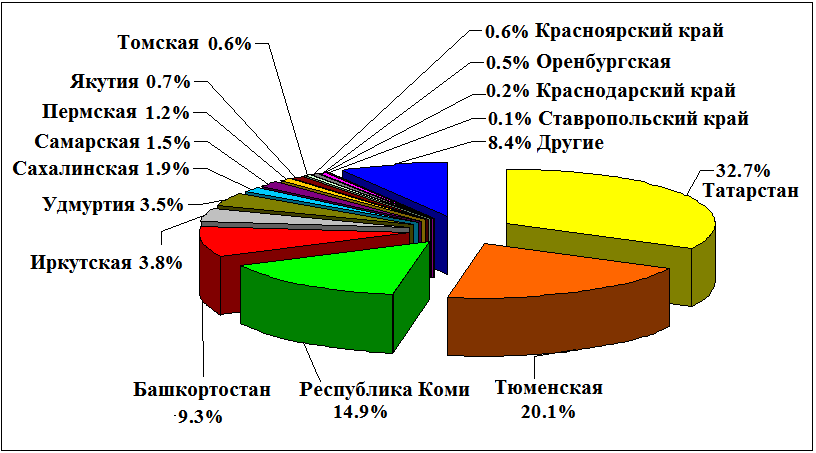 Томская 0.6%
Якутия 0.7%
Пермская 1.2%
Самарская 1.5%
Сахалинская 1.9%
Удмуртия 3.5%
Иркутская 3.8%
0.6% Красноярский край
0.5% Оренбургская
0.2% Краснодарский край
0.1% Ставропольский край
8.4% Другие
32.7%
Татарстан
Башкортостан
9.3%
Республика Коми
14.9%
Тюменская
20.1%